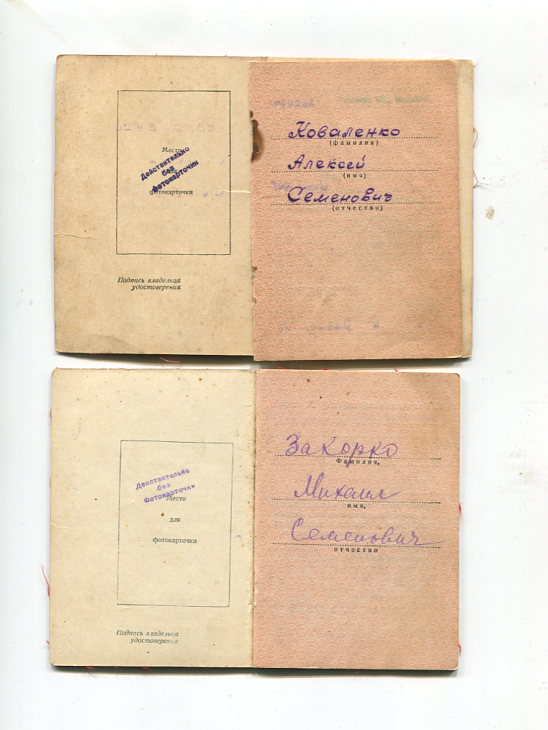 Место
Действительно
без
фотокарточки
фотокарточки
Подпись владельца
удостоверения
Коваленко
(фамилия)
Алексей
(имя)
Семенович
(отчество)
Действительнь
без
фотокарточки
Место
для
фотокарточки
Подпись владельца
удостоверения
Закорко
Фамилия,
Михаил
имя,
Семенович
отчество